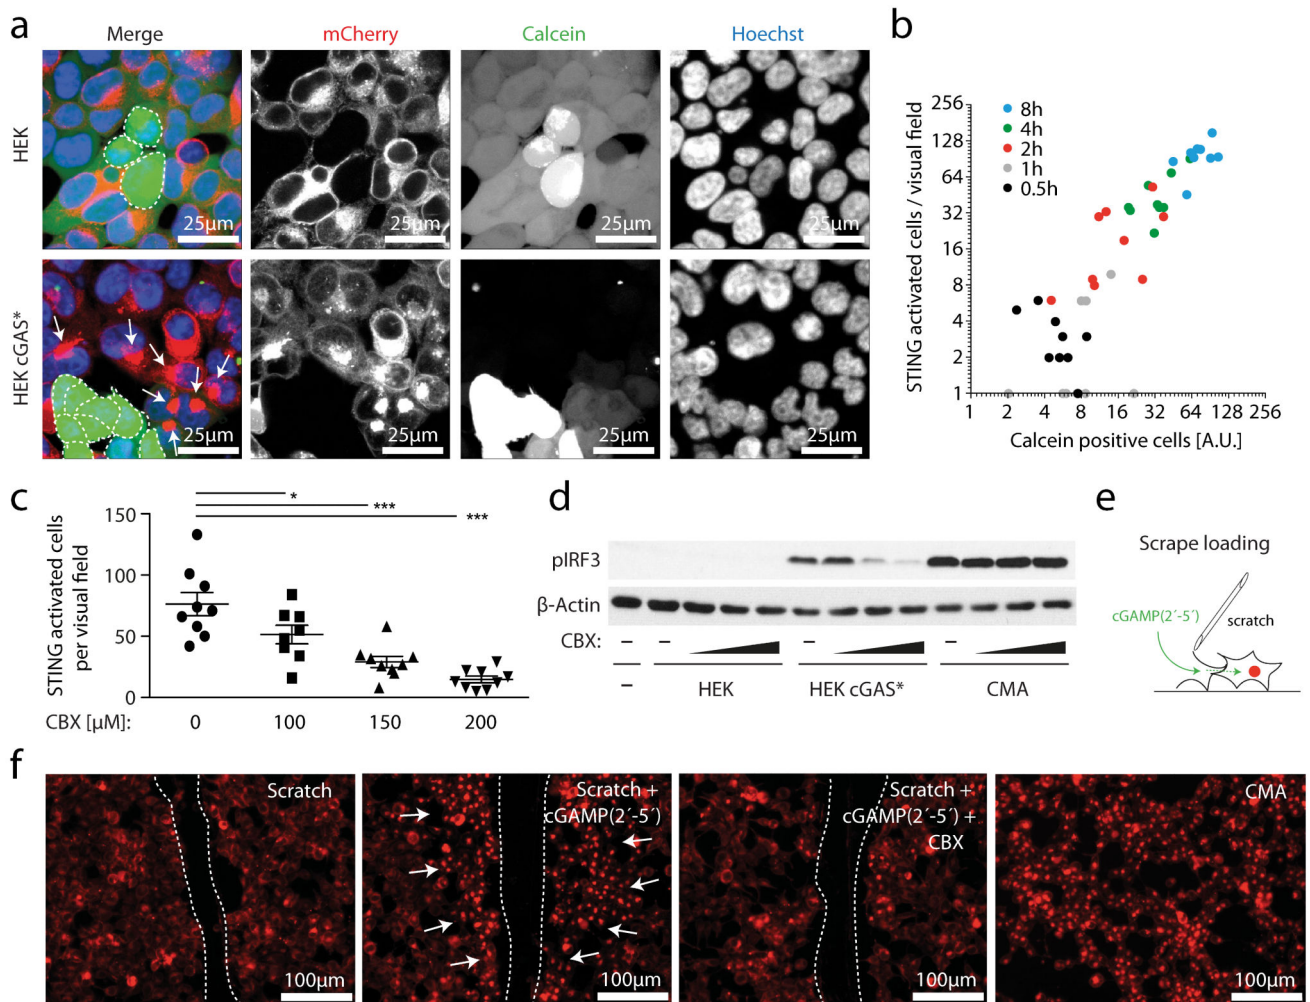 a
Merge
mCherry
Calcein
Hoechst
HEK
25µm
25µm
25µm
25µm
HEK cGAS*
25µm
25µm
25µm
25µm
b
STING activated cells / visual field
256
128
64
32
16
8
4
2
1
8h
4h
2h
1h
0.5h
1
2
4
8
16
32
64
128
256
Calcein positive cells [A.U.]
c
STING activated cells
per visual field
150
100
50
0
*
***
***
CBX [µM]:
0
100
150
200
d
pIRF3
β-Actin
CBX:
–
–
–
–
–
HEK
HEK cGAS*
CMA
e
Scrape loading
cGAMP(2´-5´)
scratch
f
Scratch
100µm
Scratch +
cGAMP(2´-5´)
100µm
Scratch +
cGAMP(2´-5´) +
CBX
100µm
CMA
100µm